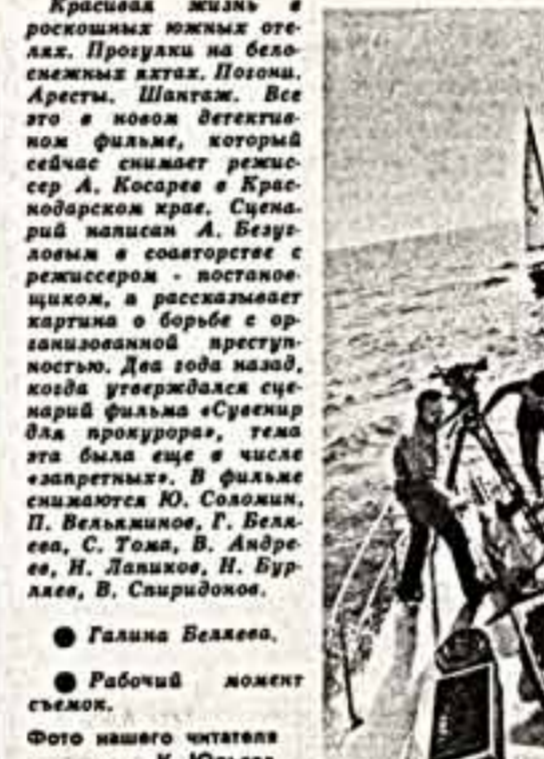 Красивая жизнь в
роскошных южных оте-
лях. Прогулки на бело-
снежных яхтах. Погони.
Аресты. Шантаж. Все
это в новом детектив-
ном фильме, который
сейчас снимает режис-
сер А. Косарев в Крас-
нодарском крае. Сцена-
рий написан А. Безуг-
ловым в соавторстве с
режиссером - постанов-
щиком, а рассказывает
картина о борьбе с ор-
ганизованной преступ-
ностью. Два года назад,
когда утверждался сце-
нарий фильма «Сувенир
для прокурора», тема
эта была еще в числе
«запретных». В фильме
снимаются Ю. Соломин,
П. Вельяминов, Г. Беля-
ева, С. Тома, В. Андре-
ев, Н. Лапиков, Н. Бур-
ляев, В. Спиридонов.
● Галина Беляева.
● Рабочий момент
съемок.
Фото нашего читателя